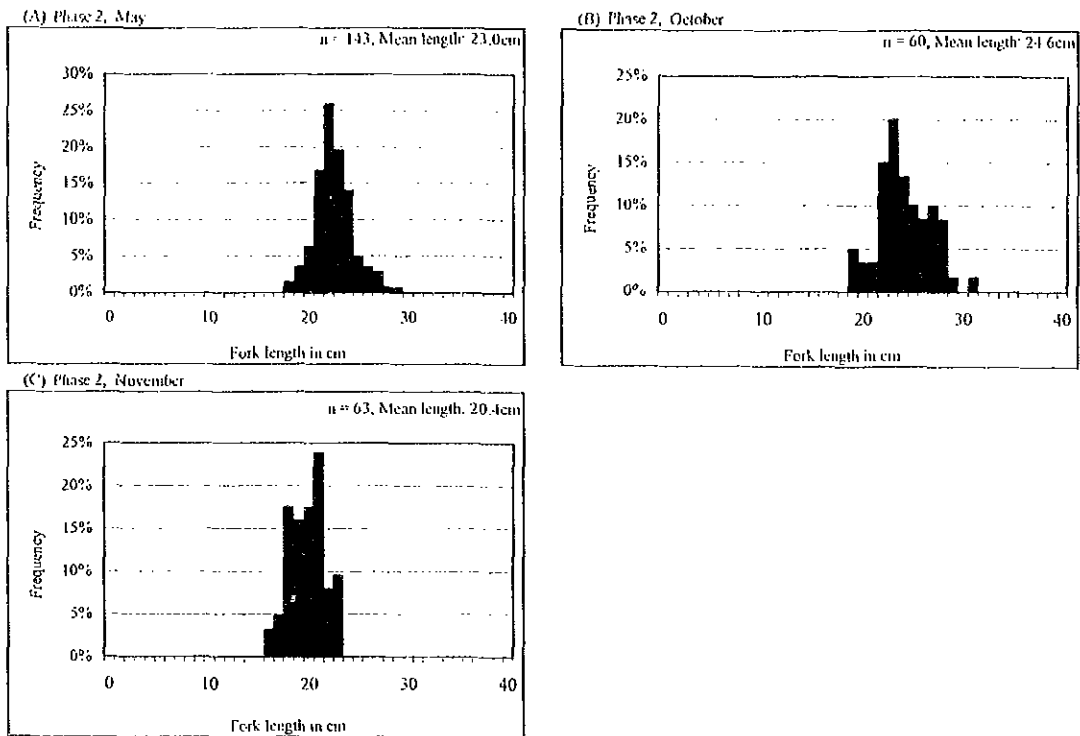 (A) Phase 2, May
n = 143, Mean length: 23.0cm
30%
25%
20%
15%
10%
5%
0%
Frequency
0 10 20 30 40
Fork length in cm
(B) Phase 2, October
n = 60, Mean length: 24.6cm
25%
20%
15%
10%
5%
0%
Frequency
0 10 20 30 40
Fork length in cm
(C) Phase 2, November
n = 63, Mean length. 20.4cm
25%
20%
15%
10%
5%
0%
Frequency
0 10 20 30 40
Fork length in cm